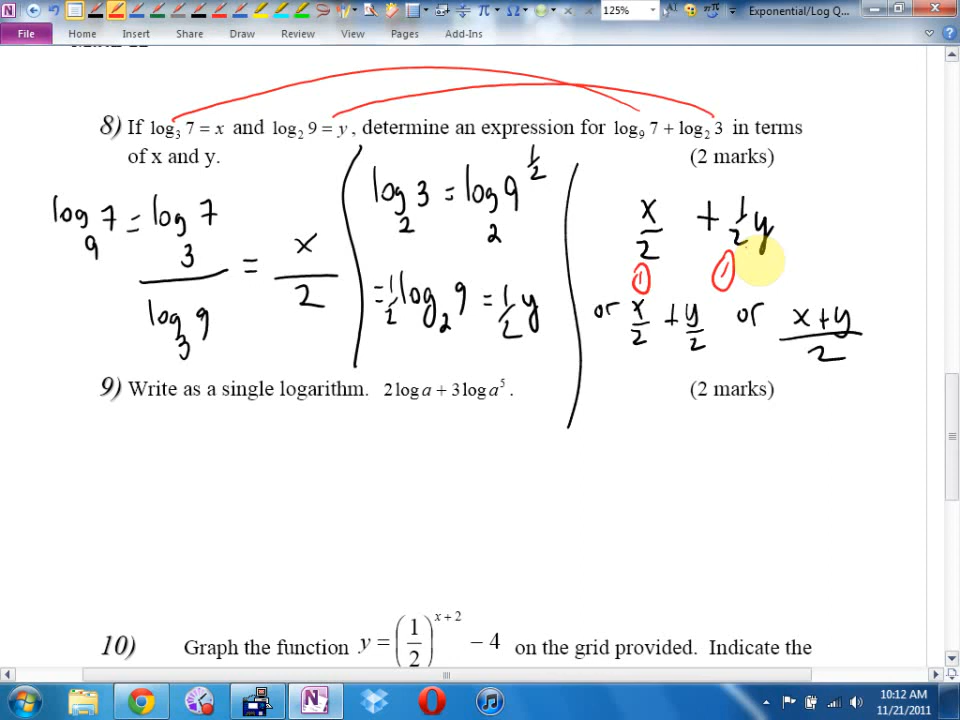 125%
Exponential/Log Q...
File Home Insert Share Draw Review View Pages Add-Ins
8) If log₃ 7 = x and log₂ 9 = y, determine an expression for log₉ 7 + log₂ 3 in terms
of x and y. (2 marks)
log₉ 7 = log₃ 7 / log₃ 9 = x / 2
log₂ 3 = log₂ 9^½
= ½ log₂ 9 = ½ y
x/2 + ½ y
① ①
or x/2 + y/2 or x+y / 2
9) Write as a single logarithm. 2 log a + 3 log a⁵. (2 marks)
10) Graph the function y = (1/2)^(x+2) − 4 on the grid provided. Indicate the
10:12 AM
11/21/2011